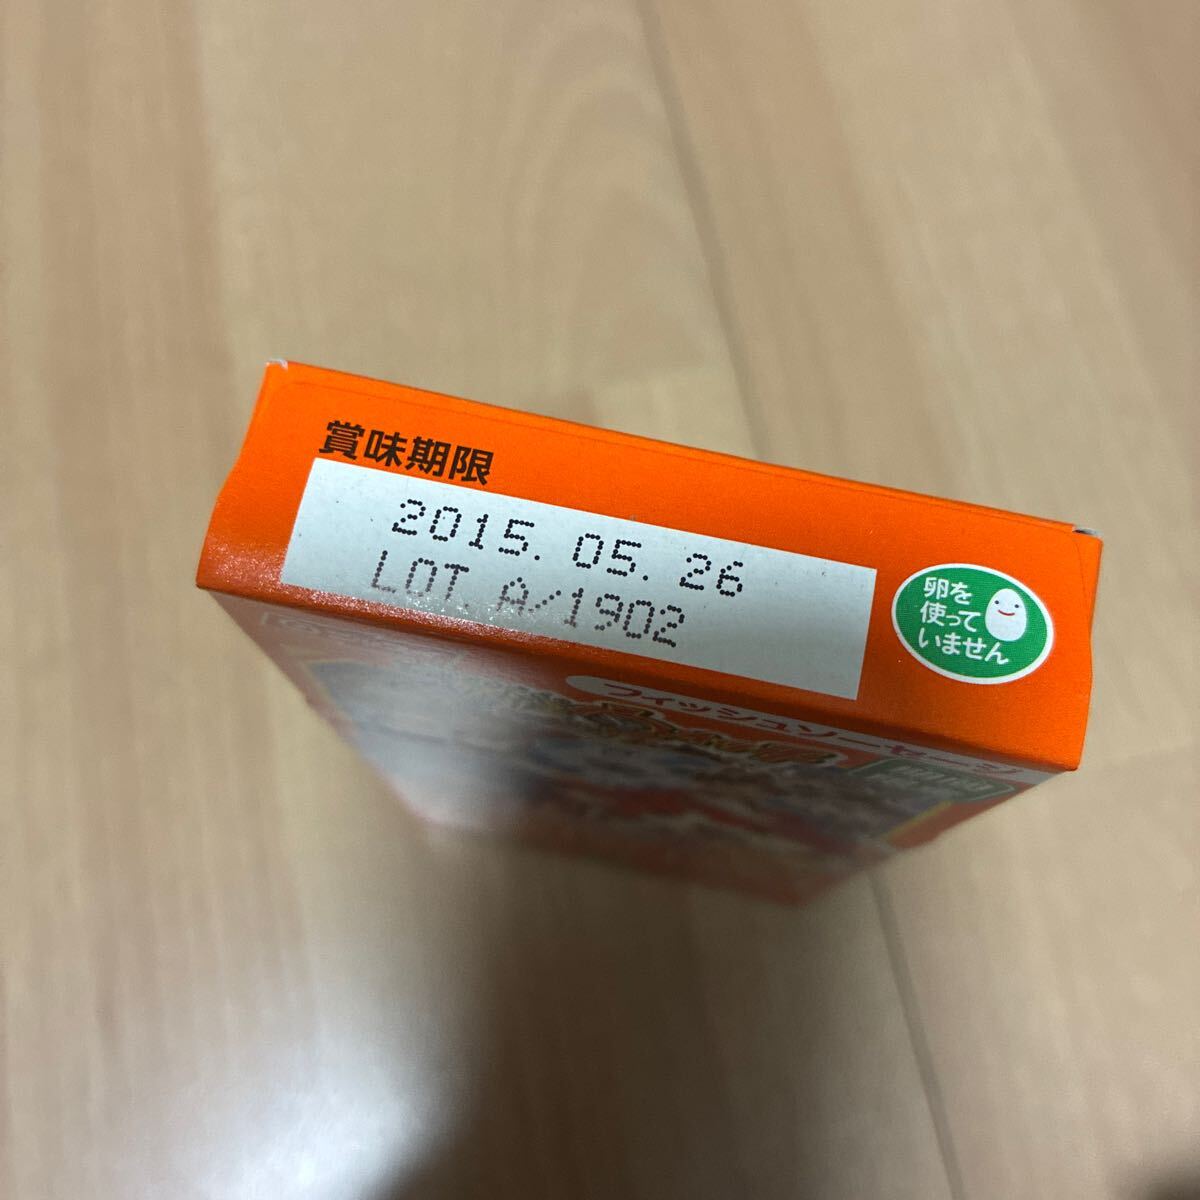 賞味期限
2015.05.26
LOT.A/1902
卵を
使って
いません
フィッシュソーセージ